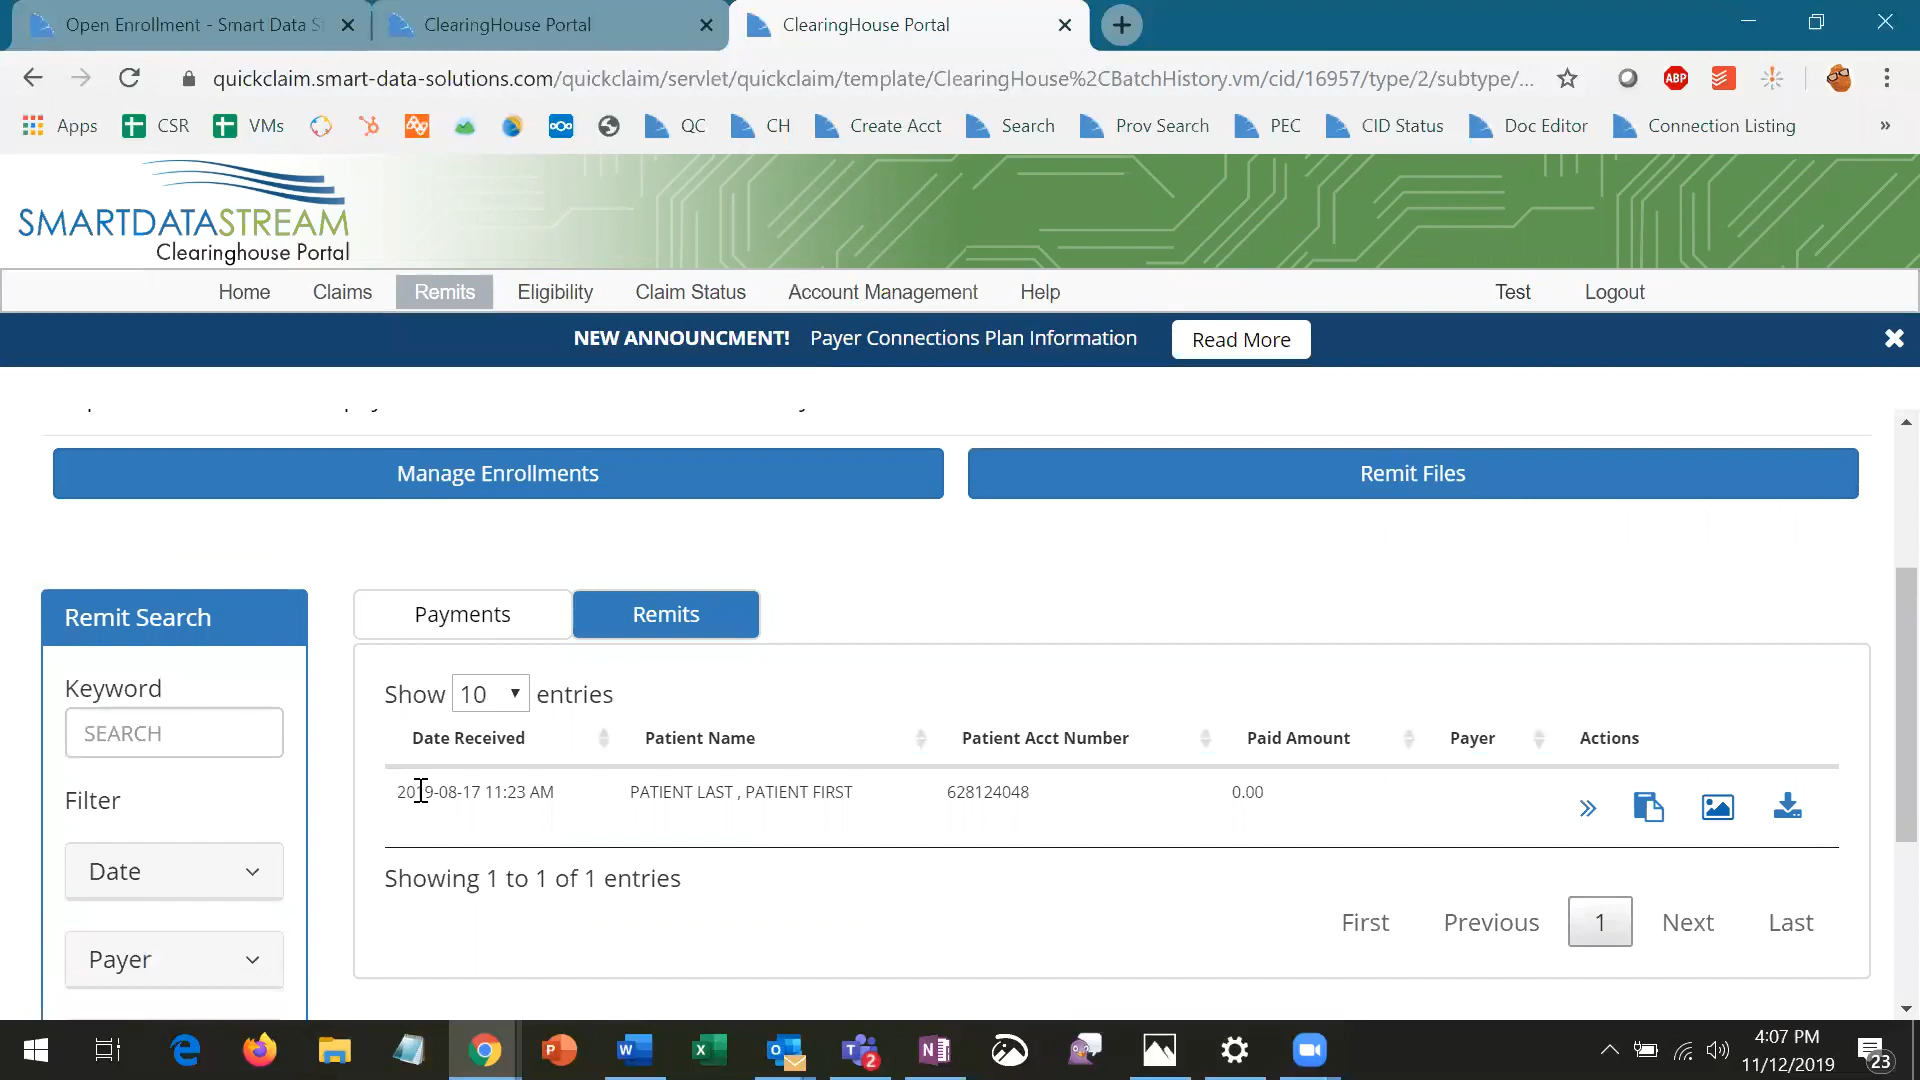 Open Enrollment - Smart Data S
ClearingHouse Portal
ClearingHouse Portal
quickclaim.smart-data-solutions.com/quickclaim/servlet/quickclaim/template/ClearingHouse%2CBatchHistory.vm/cid/16957/type/2/subtype/...
ABP
Apps CSR VMs QC CH Create Acct Search Prov Search PEC CID Status Doc Editor Connection Listing »
SMARTDATASTREAM
Clearinghouse Portal
Home Claims Remits Eligibility Claim Status Account Management Help Test Logout
NEW ANNOUNCMENT! Payer Connections Plan Information Read More
Manage Enrollments Remit Files
Remit Search
Keyword
SEARCH
Filter
Date
Payer
Payments Remits
Show 10 entries
Date Received Patient Name Patient Acct Number Paid Amount Payer Actions
2019-08-17 11:23 AM PATIENT LAST , PATIENT FIRST 628124048 0.00
Showing 1 to 1 of 1 entries
First Previous 1 Next Last
4:07 PM
11/12/2019
23
2